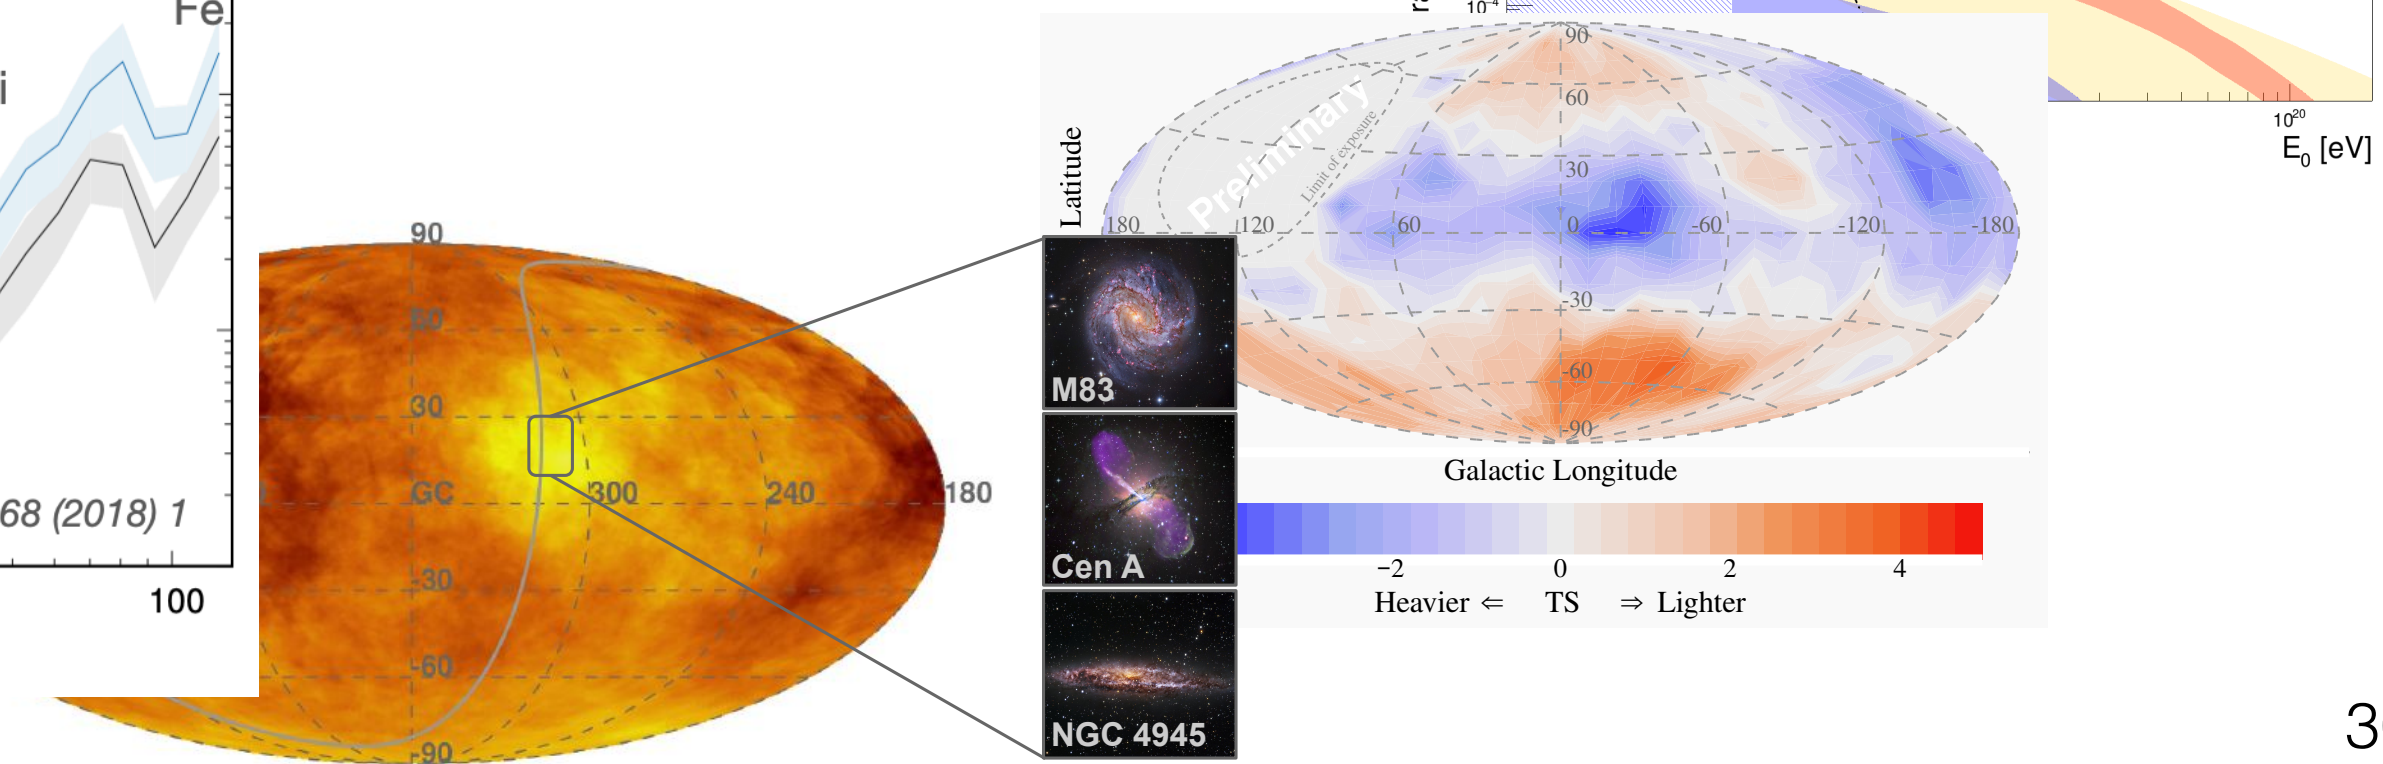 Fe
i
68 (2018) 1
100
90
60
30
GC
300
240
180
-30
-60
-90
M83
Cen A
NGC 4945
Latitude
90
60
30
180
120
60
0
-60
-120
-180
-30
-60
-90
Preliminary
Limit of exposure
Galactic Longitude
−2
0
2
4
Heavier ⇐ TS ⇒ Lighter
10⁻⁴
10²⁰
E₀ [eV]